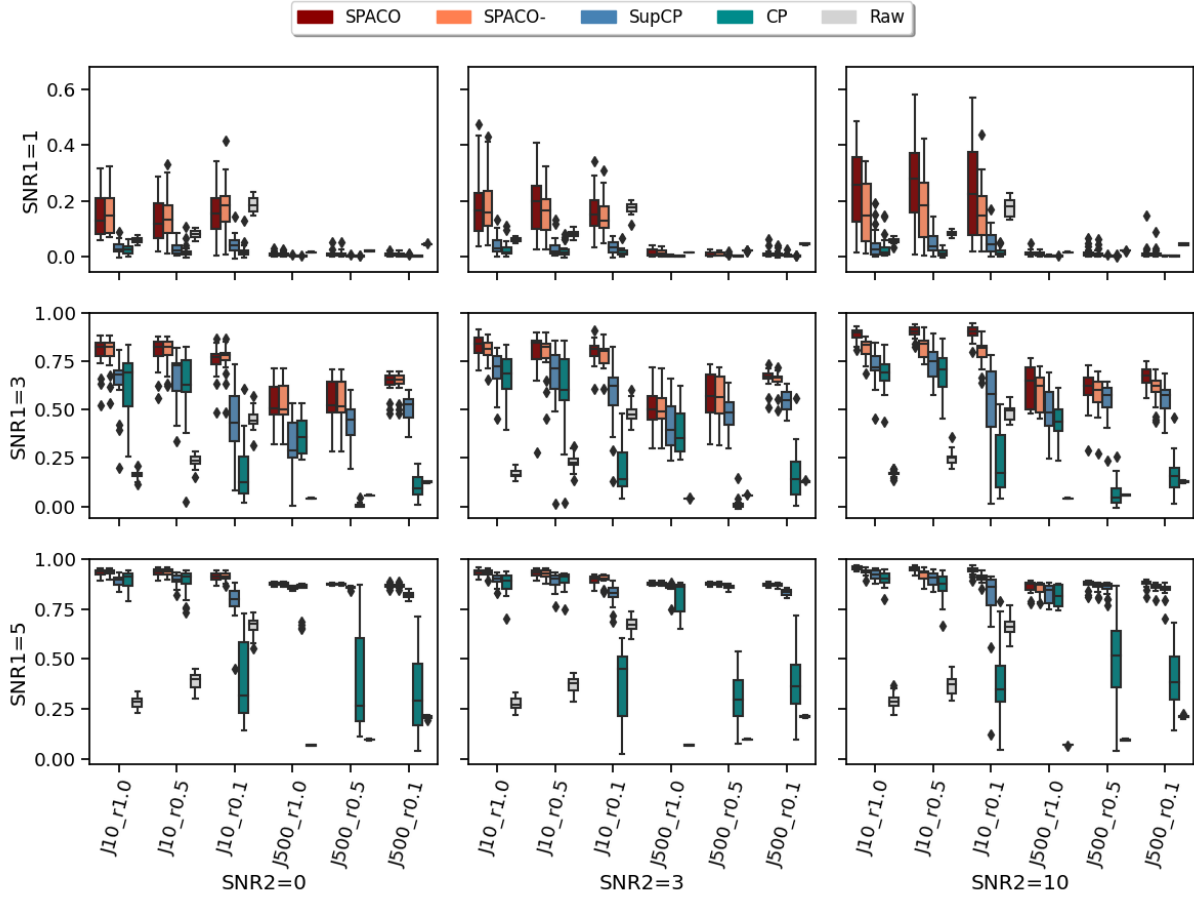 SPACO SPACO- SupCP CP Raw
SNR1=1
0.6
0.4
0.2
0.0
SNR1=3
1.00
0.75
0.50
0.25
0.00
SNR1=5
1.00
0.75
0.50
0.25
0.00
J10_r1.0 J10_r0.5 J10_r0.1 J500_r1.0 J500_r0.5 J500_r0.1
J10_r1.0 J10_r0.5 J10_r0.1 J500_r1.0 J500_r0.5 J500_r0.1
J10_r1.0 J10_r0.5 J10_r0.1 J500_r1.0 J500_r0.5 J500_r0.1
SNR2=0 SNR2=3 SNR2=10